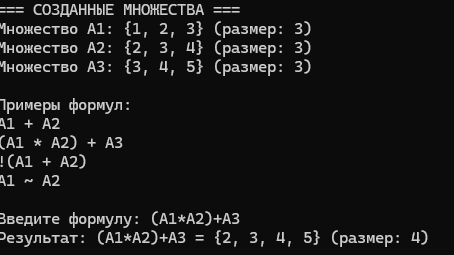 === СОЗДАННЫЕ МНОЖЕСТВА ===
Множество A1: {1, 2, 3} (размер: 3)
Множество A2: {2, 3, 4} (размер: 3)
Множество A3: {3, 4, 5} (размер: 3)
Примеры формул:
A1 + A2
(A1 * A2) + A3
!(A1 + A2)
A1 ~ A2
Введите формулу: (A1*A2)+A3
Результат: (A1*A2)+A3 = {2, 3, 4, 5} (размер: 4)